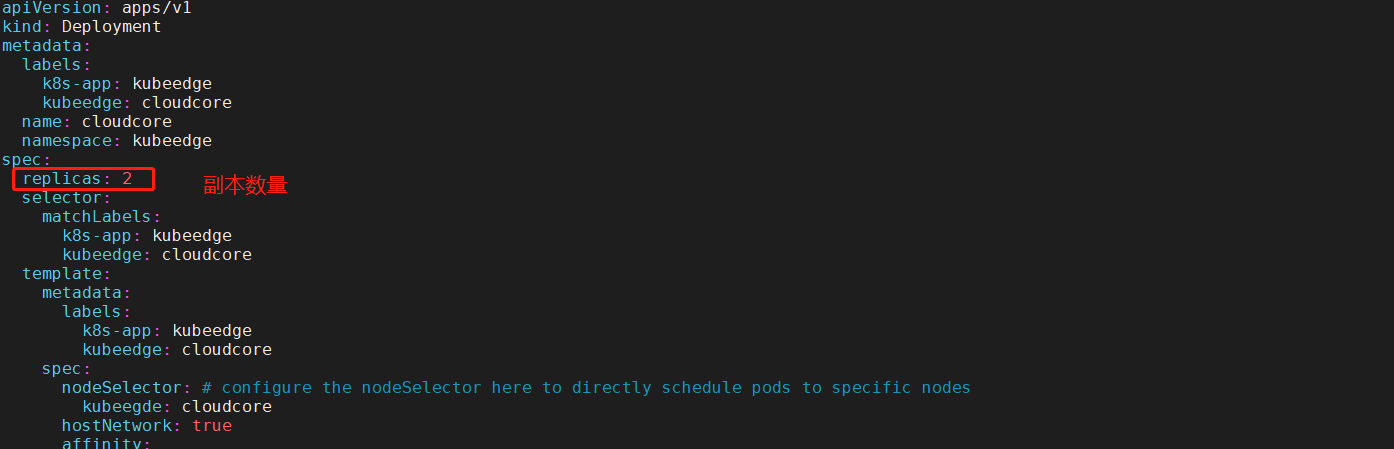 apiVersion: apps/v1
kind: Deployment
metadata:
  labels:
    k8s-app: kubeedge
    kubeedge: cloudcore
  name: cloudcore
  namespace: kubeedge
spec:
  replicas: 2 副本数量
  selector:
    matchLabels:
      k8s-app: kubeedge
      kubeedge: cloudcore
  template:
    metadata:
      labels:
        k8s-app: kubeedge
        kubeedge: cloudcore
    spec:
      nodeSelector: # configure the nodeSelector here to directly schedule pods to specific nodes
        kubeegde: cloudcore
      hostNetwork: true
      affinity: